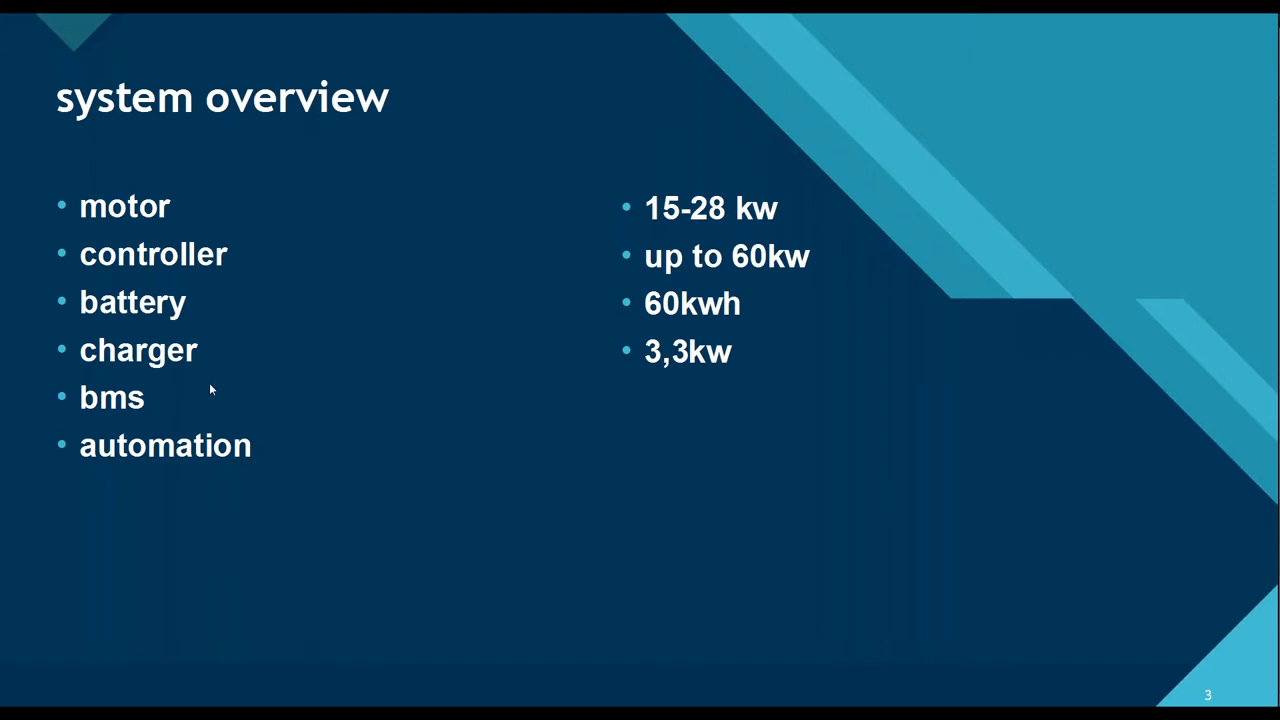 system overview
motor
controller
battery
charger
bms
automation
15-28 kw
up to 60kw
60kwh
3,3kw
3